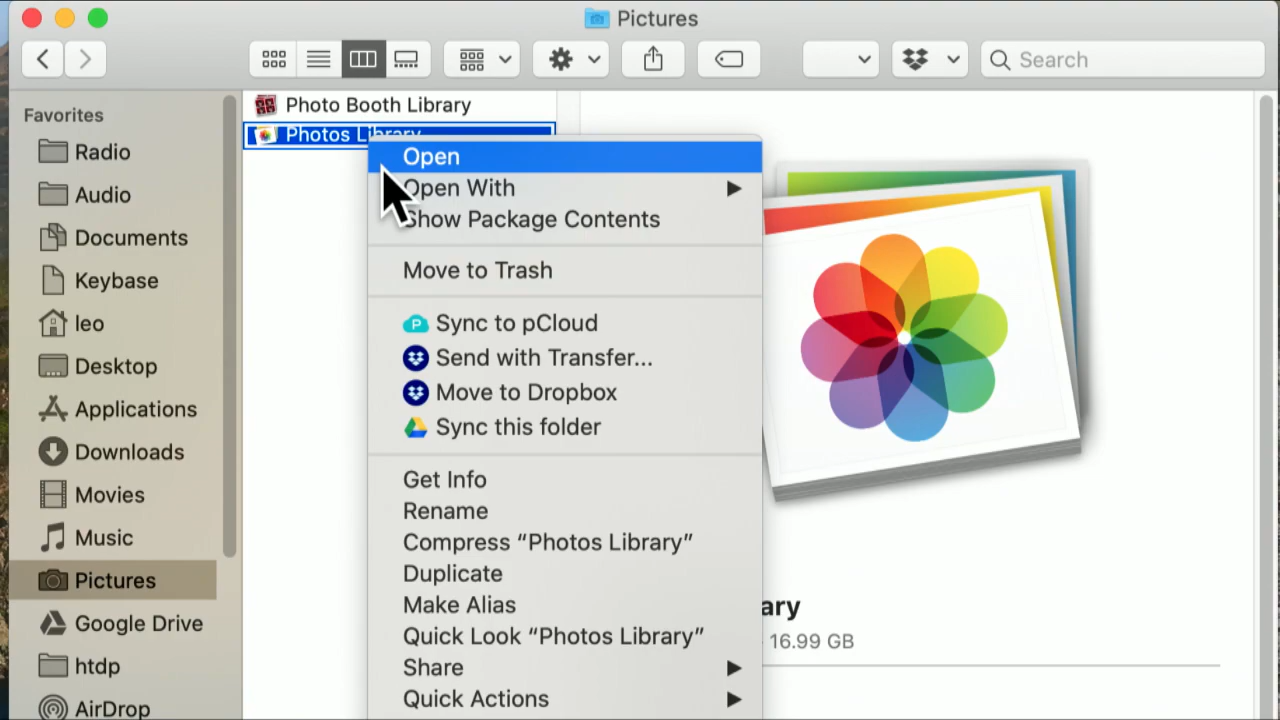 Pictures
Search
Favorites
Radio
Audio
Documents
Keybase
leo
Desktop
Applications
Downloads
Movies
Music
Pictures
Google Drive
htdp
AirDrop
Photo Booth Library
Photos Library
Open
Open With
Show Package Contents
Move to Trash
Sync to pCloud
Send with Transfer...
Move to Dropbox
Sync this folder
Get Info
Rename
Compress “Photos Library”
Duplicate
Make Alias
Quick Look “Photos Library”
Share
Quick Actions
ary
- 16.99 GB